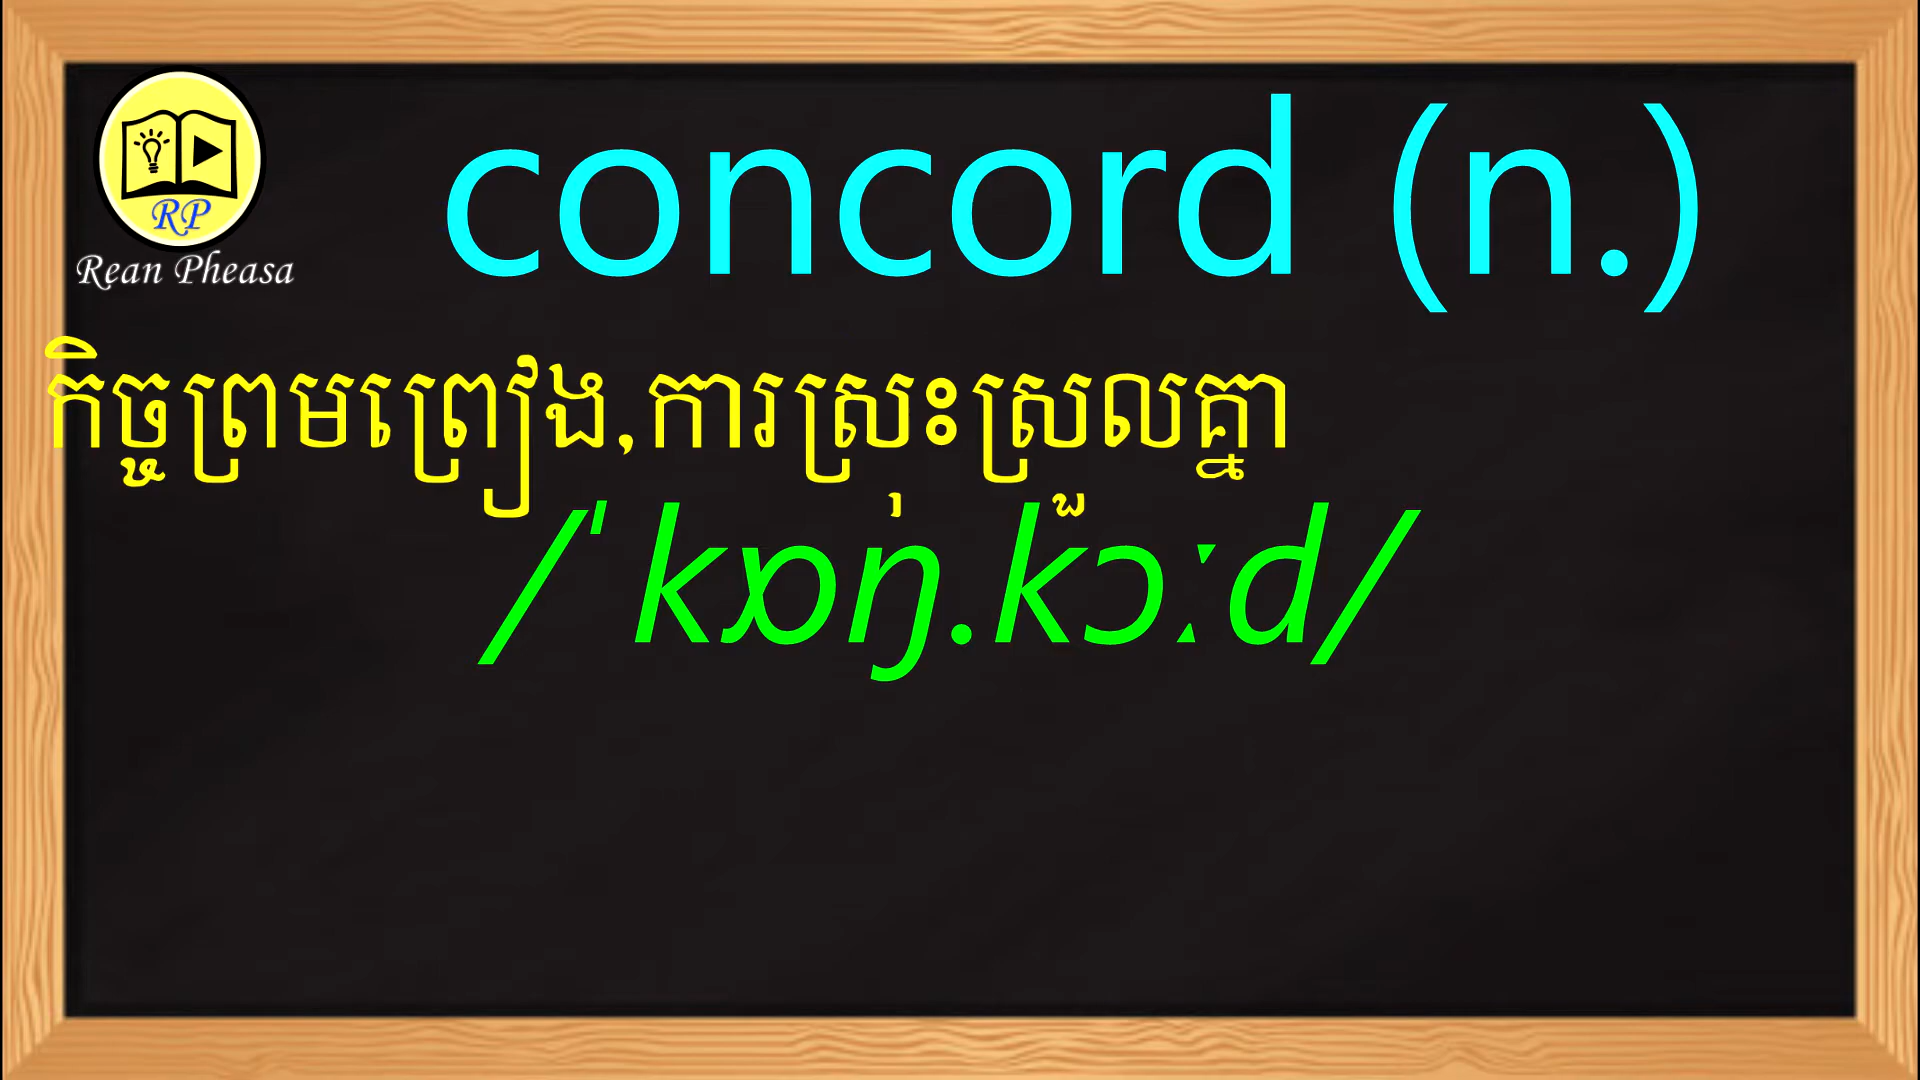 RP
Rean Pheasa
concord (n.)
កិច្ចព្រមព្រៀង,ការស្រុះស្រួលគ្នា
/ˈkɒŋ.kɔːd/